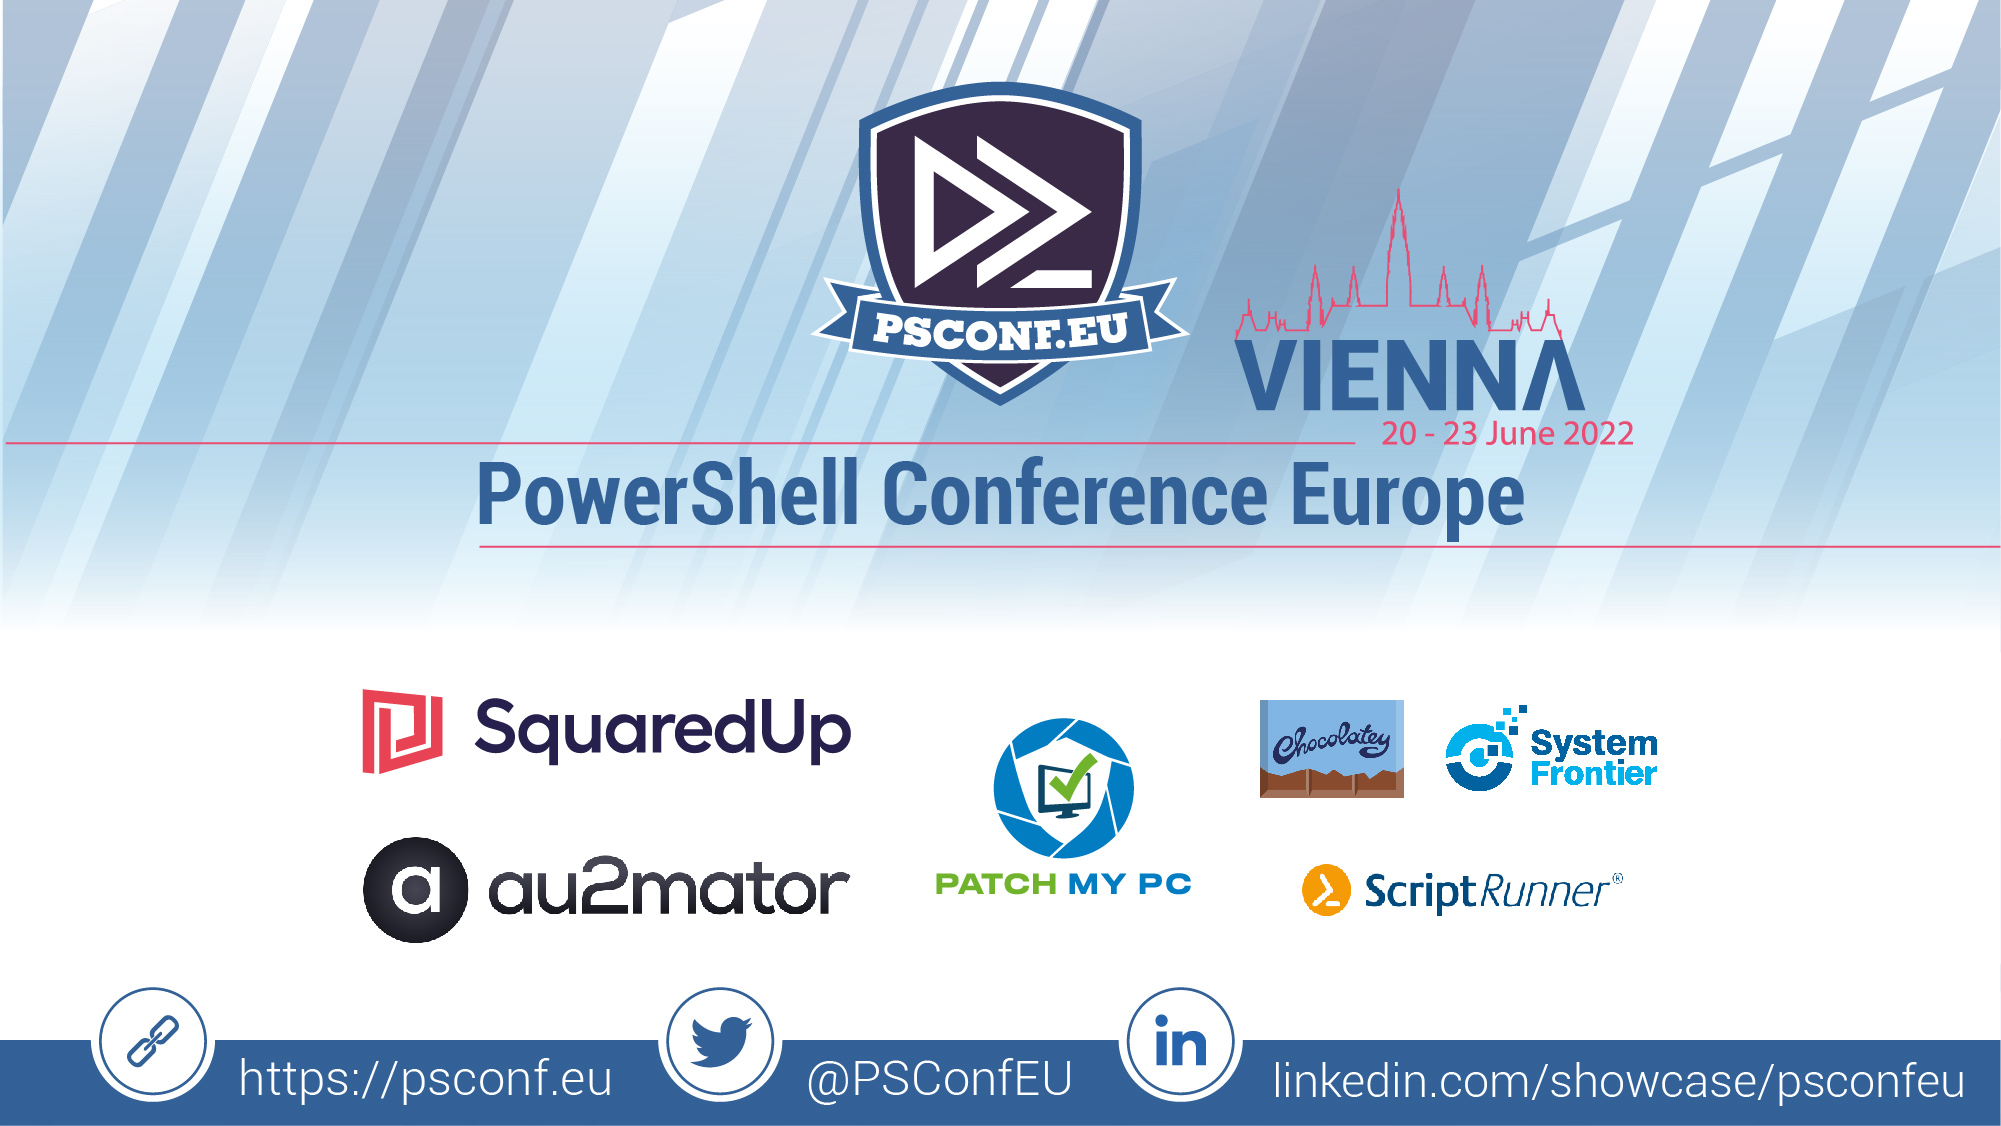 PSCONF.EU
VIENNA
20 - 23 June 2022
PowerShell Conference Europe
SquaredUp
Chocolatey
System
Frontier
a au2mator
PATCH MY PC
ScriptRunner®
https://psconf.eu
@PSConfEU
in
linkedin.com/showcase/psconfeu